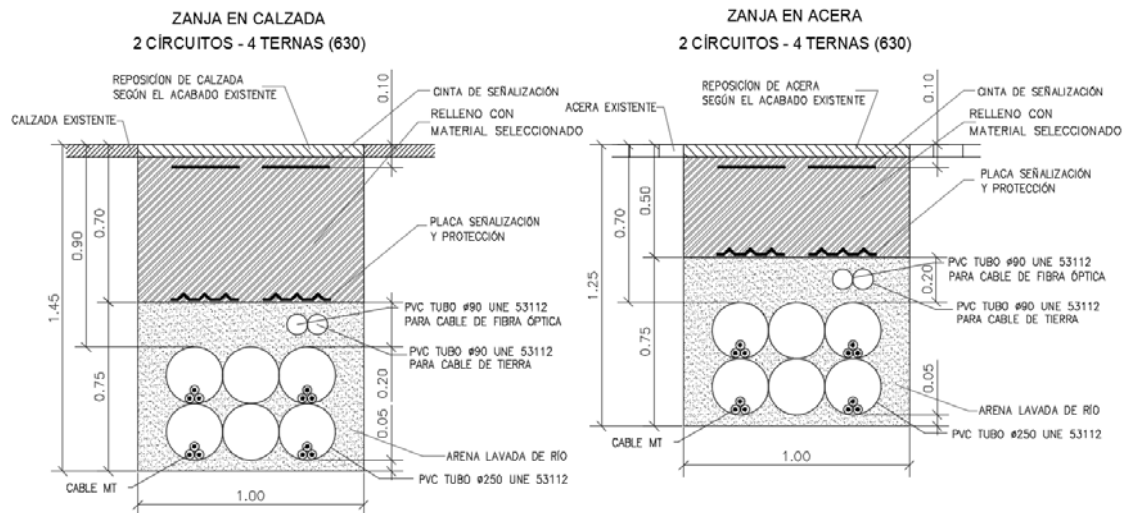 ZANJA EN CALZADA
2 CÍRCUITOS - 4 TERNAS (630)
REPOSICION DE CALZADA
SEGÚN EL ACABADO EXISTENTE
CALZADA EXISTENTE
0.10
CINTA DE SEÑALIZACIÓN
RELLENO CON
MATERIAL SELECCIONADO
PLACA SEÑALIZACIÓN
Y PROTECCIÓN
1.45
0.90
0.70
0.75
PVC TUBO ø90 UNE 53112
PARA CABLE DE FIBRA ÓPTICA
PVC TUBO ø90 UNE 53112
PARA CABLE DE TIERRA
0.20
0.05
ARENA LAVADA DE RÍO
PVC TUBO ø250 UNE 53112
CABLE MT
1.00
ZANJA EN ACERA
2 CÍRCUITOS - 4 TERNAS (630)
REPOSICION DE ACERA
SEGÚN EL ACABADO EXISTENTE
ACERA EXISTENTE
0.10
CINTA DE SEÑALIZACIÓN
RELLENO CON
MATERIAL SELECCIONADO
PLACA SEÑALIZACIÓN
Y PROTECCIÓN
1.25
0.70
0.50
0.75
PVC TUBO ø90 UNE 53112
PARA CABLE DE FIBRA ÓPTICA
0.20
PVC TUBO ø90 UNE 53112
PARA CABLE DE TIERRA
0.05
ARENA LAVADA DE RÍO
PVC TUBO ø250 UNE 53112
CABLE MT
1.00